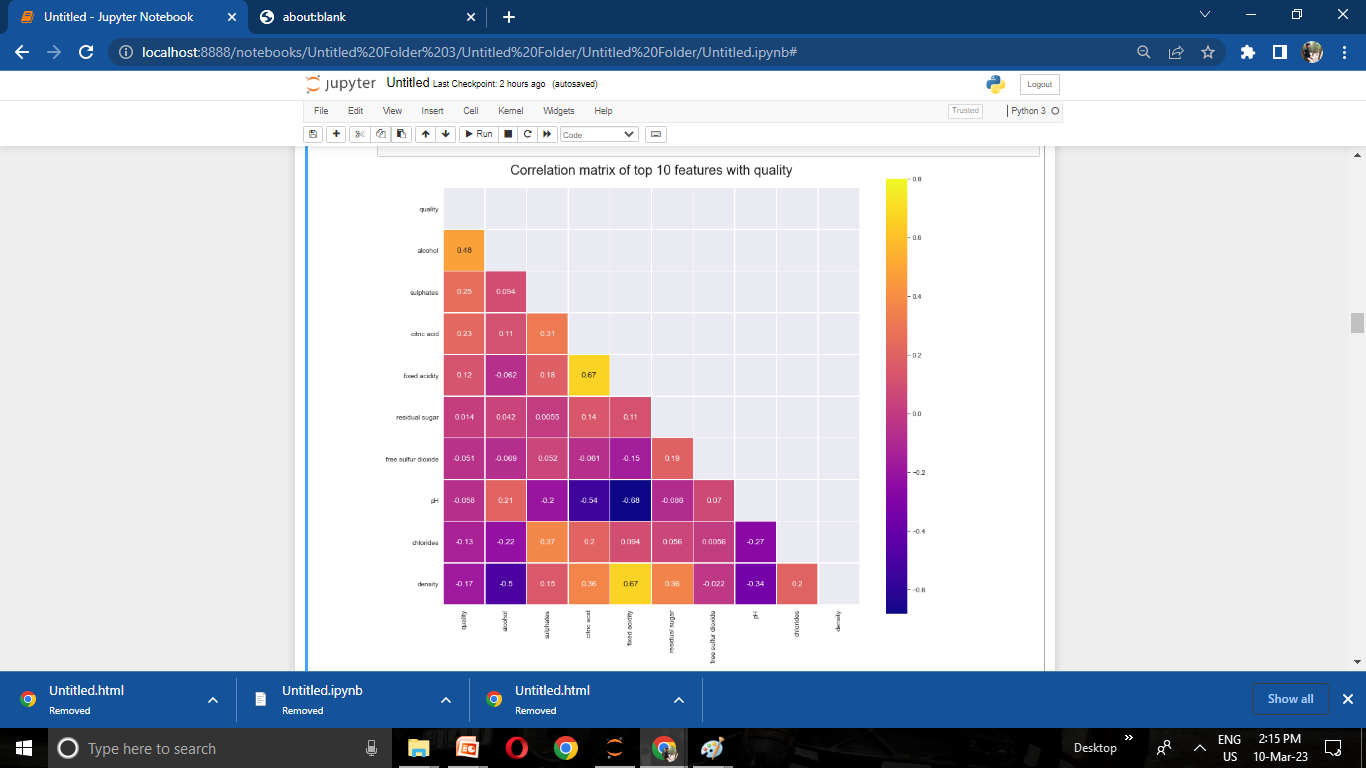 Untitled - Jupyter Notebook
about:blank
localhost:8888/notebooks/Untitled%20Folder%203/Untitled%20Folder/Untitled%20Folder/Untitled.ipynb#
jupyter Untitled Last Checkpoint: 2 hours ago (autosaved)
Logout
File Edit View Insert Cell Kernel Widgets Help
Trusted
Python 3
Run
Code
Correlation matrix of top 10 features with quality
quality
alcohol 0.48
sulphates 0.25 0.094
citric acid 0.23 0.11 0.31
fixed acidity 0.12 -0.062 0.18 0.67
residual sugar 0.014 0.042 0.0055 0.14 0.11
free sulfur dioxide -0.051 -0.069 0.052 -0.061 -0.15 0.19
pH -0.058 0.21 -0.2 -0.54 -0.68 -0.086 0.07
chlorides -0.13 -0.22 0.37 0.2 0.094 0.056 0.0056 -0.27
density -0.17 -0.5 0.15 0.36 0.67 0.36 -0.022 -0.34 0.2
quality
alcohol
sulphates
citric acid
fixed acidity
residual sugar
free sulfur dioxide
pH
chlorides
density
0.8
0.6
0.4
0.2
0.0
-0.2
-0.4
-0.6
Untitled.html
Removed
Untitled.ipynb
Removed
Untitled.html
Removed
Show all
Type here to search
Desktop
ENG
US
2:15 PM
10-Mar-23